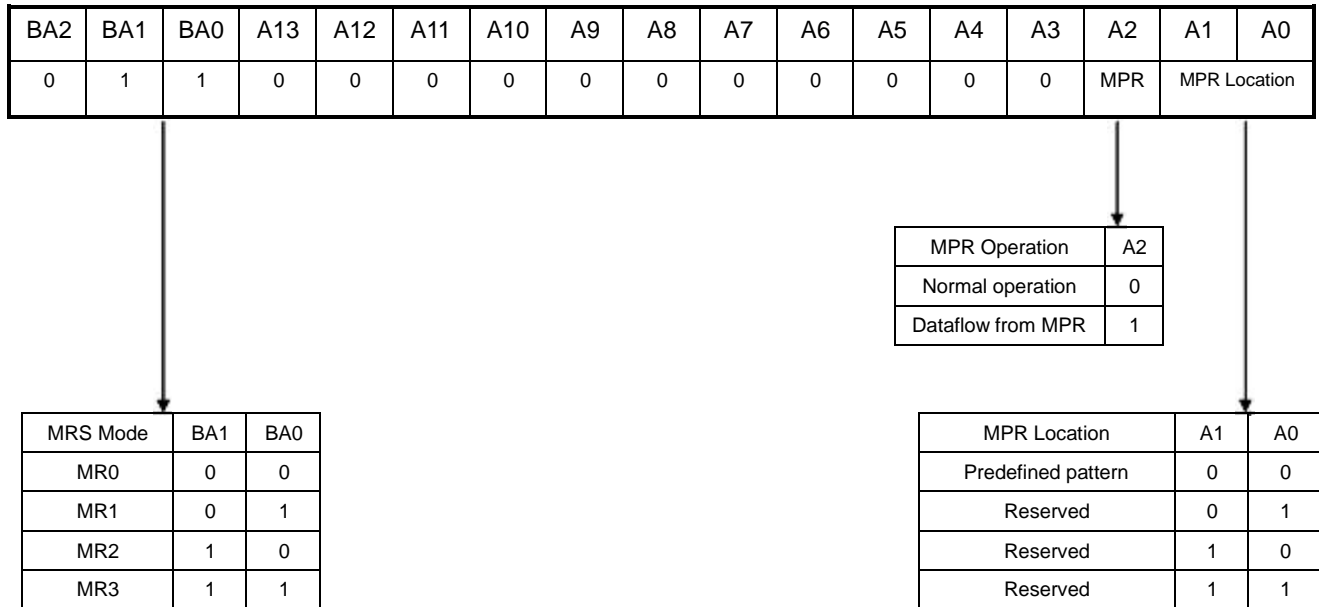 BA2 BA1 BA0 A13 A12 A11 A10 A9 A8 A7 A6 A5 A4 A3 A2 A1 A0
0 1 1 0 0 0 0 0 0 0 0 0 0 0 MPR MPR Location
MPR Operation A2
Normal operation 0
Dataflow from MPR 1
MRS Mode BA1 BA0
MR0 0 0
MR1 0 1
MR2 1 0
MR3 1 1
MPR Location A1 A0
Predefined pattern 0 0
Reserved 0 1
Reserved 1 0
Reserved 1 1